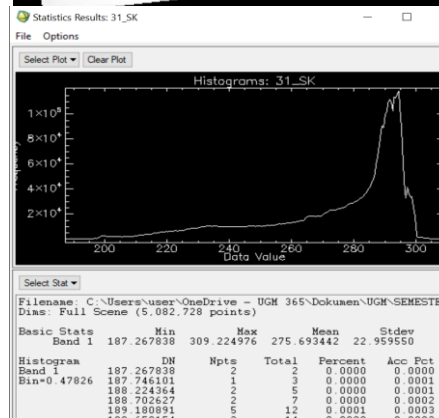 Statistics Results: 31_SK
File Options
Select Plot Clear Plot
Histograms: 31_SK
1×10⁵
8×10⁴
6×10⁴
4×10⁴
2×10⁴
Frequency
200 220 240 260 280 300
Data Value
Select Stat
Filename: C:\Users\user\OneDrive - UGM 365\Dokumen\UGM\SEMESTE
Dims: Full Scene (5,082,728 points)
Basic Stats Min Max Mean Stdev
Band 1 187.267838 309.224976 275.693442 22.959550
Histogram DN Npts Total Percent Acc Pct
Band 1 187.267838 2 2 0.0000 0.0000
Bin=0.47826 187.746101 1 3 0.0000 0.0001
188.224364 2 5 0.0000 0.0001
188.702627 2 7 0.0000 0.0002
189.180891 5 12 0.0001 0.0002